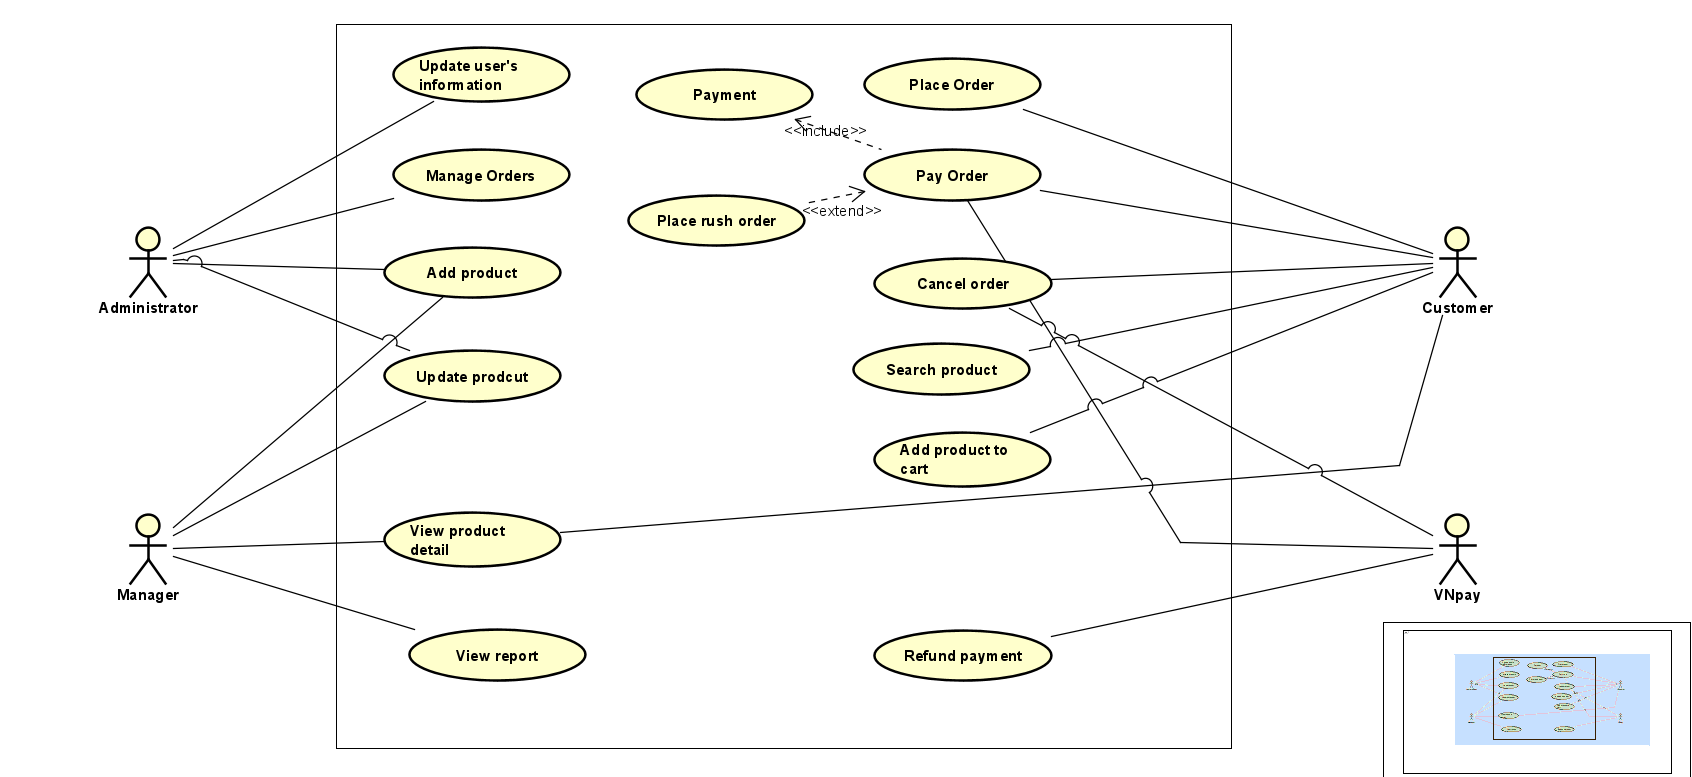 Update user's
information
Payment
Place Order
<<include>>
Manage Orders
Pay Order
Place rush order
<<extend>>
Add product
Cancel order
Administrator
Customer
Update prodcut
Search product
Add product to
cart
View product
detail
Manager
VNpay
View report
Refund payment